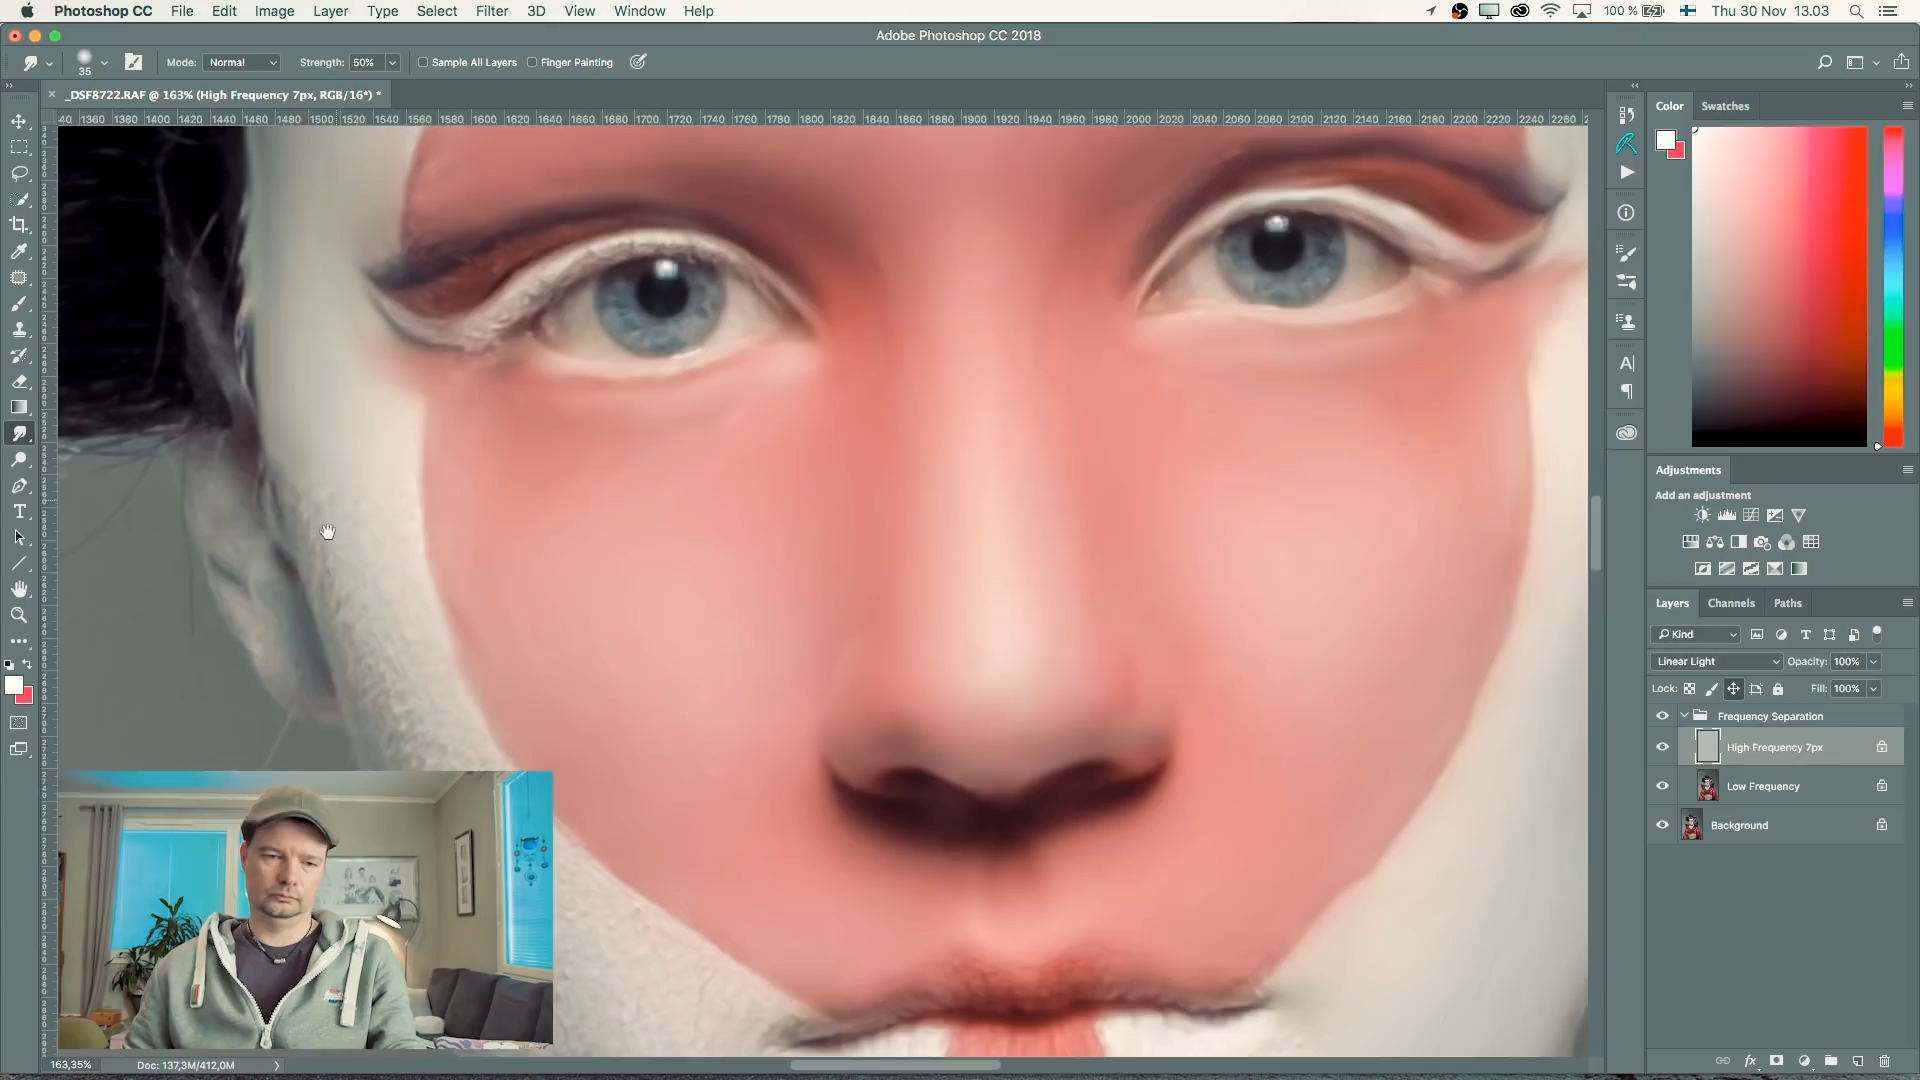 Photoshop CC File Edit Image Layer Type Select Filter 3D View Window Help 100 % Thu 30 Nov 13.03
Adobe Photoshop CC 2018
35 Mode: Normal Strength: 50% Sample All Layers Finger Painting
× _DSF8722.RAF @ 163% (High Frequency 7px, RGB/16*) *
1360 1380 1400 1420 1440 1460 1480 1500 1520 1540 1560 1580 1600 1620 1640 1660 1680 1700 1720 1740 1760 1780 1800 1820 1840 1860 1880 1900 1920 1940 1960 1980 2000 2020 2040 2060 2080 2100 2120 2140 2160 2180 2200 2220 2240 2260
Color Swatches
Adjustments
Add an adjustment
Layers Channels Paths
Kind
Linear Light Opacity: 100%
Lock: Fill: 100%
Frequency Separation
High Frequency 7px
Low Frequency
Background
163,35% Doc: 137,3M/412,0M
fx